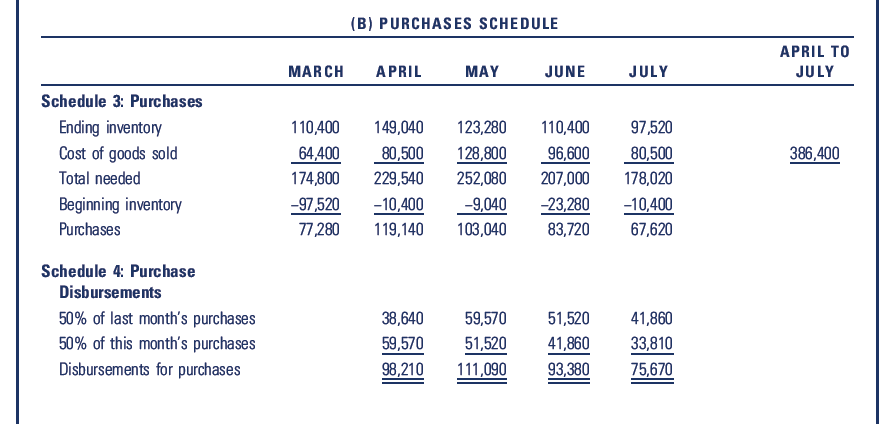 (B) PURCHASES SCHEDULE
APRIL TO
MARCH APRIL MAY JUNE JULY JULY
Schedule 3: Purchases
Ending inventory 110,400 149,040 123,280 110,400 97,520
Cost of goods sold 64,400 80,500 128,800 96,600 80,500 386,400
Total needed 174,800 229,540 252,080 207,000 178,020
Beginning inventory –97,520 –10,400 –9,040 –23,280 –10,400
Purchases 77,280 119,140 103,040 83,720 67,620
Schedule 4: Purchase
Disbursements
50% of last month’s purchases 38,640 59,570 51,520 41,860
50% of this month’s purchases 59,570 51,520 41,860 33,810
Disbursements for purchases 98,210 111,090 93,380 75,670